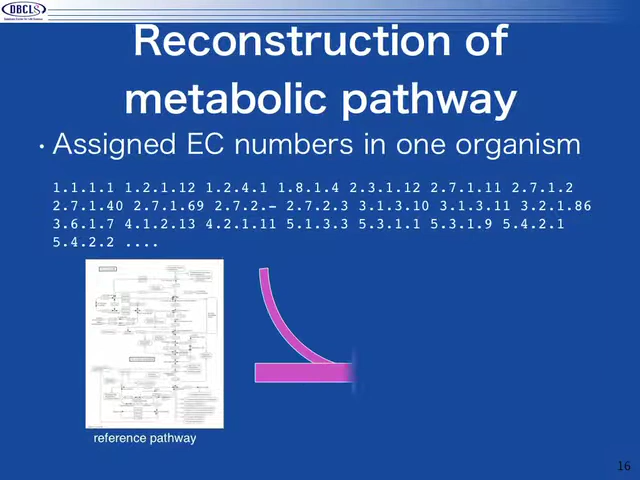 DBCLS
Reconstruction of
metabolic pathway
・Assigned EC numbers in one organism
1.1.1.1 1.2.1.12 1.2.4.1 1.8.1.4 2.3.1.12 2.7.1.11 2.7.1.2
2.7.1.40 2.7.1.69 2.7.2.- 2.7.2.3 3.1.3.10 3.1.3.11 3.2.1.86
3.6.1.7 4.1.2.13 4.2.1.11 5.1.3.3 5.3.1.1 5.3.1.9 5.4.2.1
5.4.2.2 ....
reference pathway
16